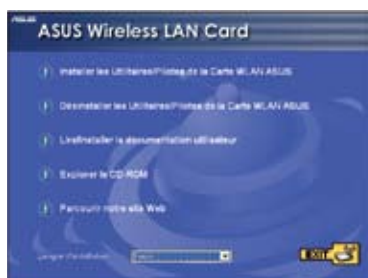 ASUS
ASUS Wireless LAN Card
Installer les Utilitaires/Pilotes de la Carte WLAN ASUS
Désinstaller les Utilitaires/Pilotes de la Carte WLAN ASUS
Lire/Installer la documentation utilisateur
Explorer le CD-ROM
Parcourir notre site Web
EXIT